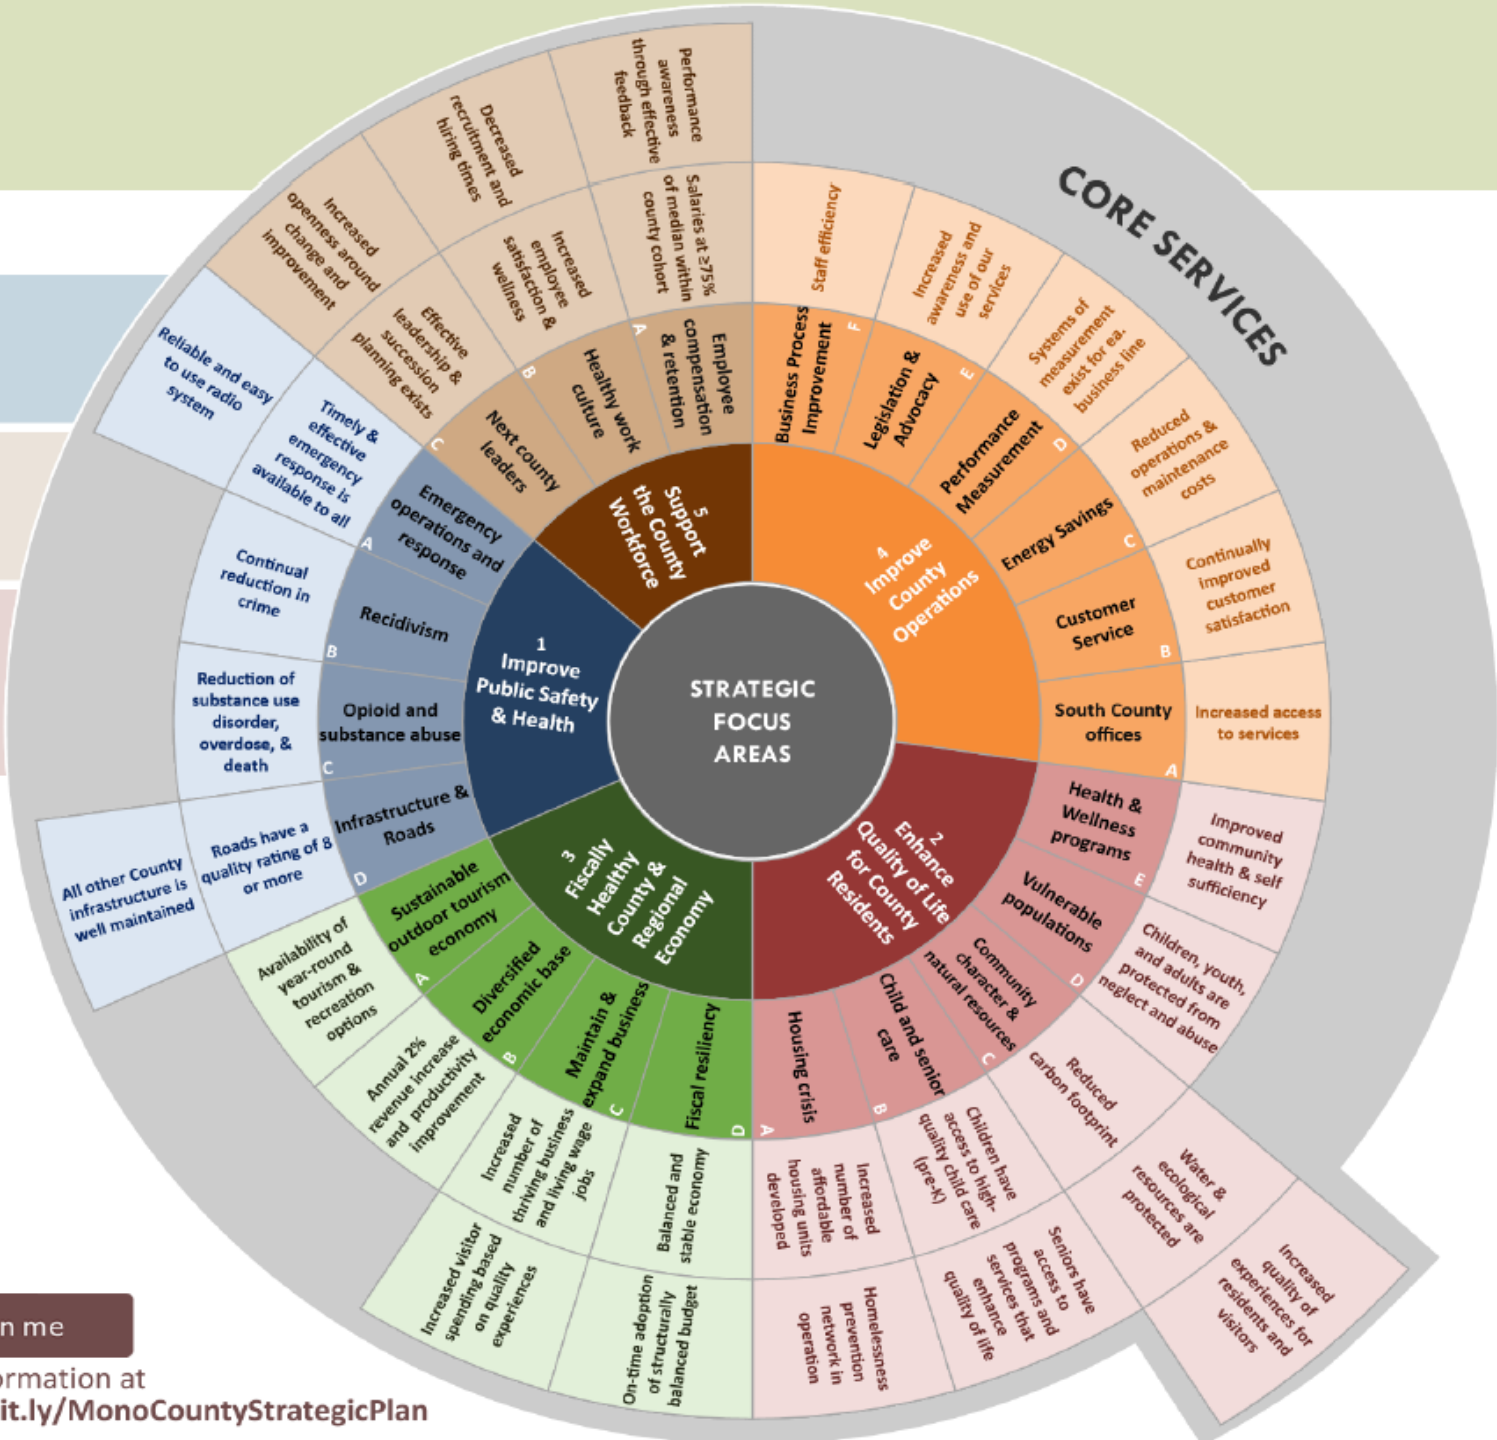 CORE SERVICES
STRATEGIC
FOCUS
AREAS
1
Improve
Public Safety
& Health
Emergency
operations and
response
A
Timely &
effective
emergency
response is
available to all
Reliable and easy
to use radio
system
Recidivism
B
Continual
reduction in
crime
Opioid and
substance abuse
C
Reduction of
substance use
disorder,
overdose, &
death
Infrastructure &
Roads
D
Roads have a
quality rating of 8
or more
All other County
infrastructure is
well maintained
2
Enhance
Quality of Life
for County
Residents
Housing crisis
A
Increased
number of
affordable
housing units
developed
Homelessness
prevention
network in
operation
Child and senior
care
B
Children have
access to high-
quality child care
(pre-K)
Seniors have
access to
programs and
services that
enhance
quality of life
Community
character &
natural resources
C
Reduced
carbon footprint
Water &
ecological
resources are
protected
Increased
quality of
experiences for
residents and
visitors
Vulnerable
populations
D
Children, youth,
and adults are
protected from
neglect and abuse
Health &
Wellness
programs
E
Improved
community
health & self
sufficiency
3
Fiscally
Healthy
County &
Regional
Economy
Sustainable
outdoor tourism
economy
A
Availability of
year-round
tourism &
recreation
options
Diversified
economic base
B
Annual 2%
revenue increase
and productivity
improvement
Maintain &
expand business
C
Increased
number of
thriving business
and living wage
jobs
Increased visitor
spending based
on quality
experiences
Fiscal resiliency
D
Balanced and
stable economy
On-time adoption
of structurally
balanced budget
4
Improve
County
Operations
South County
offices
A
Increased access
to services
Customer
Service
B
Continually
improved
customer
satisfaction
Energy Savings
C
Reduced
operations &
maintenance
costs
Performance
Measurement
D
Systems of
measurement
exist for ea.
business line
Legislation &
Advocacy
E
Increased
awareness and
use of our
services
Business Process
Improvement
F
Staff efficiency
5
Support
the County
Workforce
Employee
compensation
& retention
A
Salaries at ≥75%
of median within
county cohort
Performance
awareness
through effective
feedback
Healthy work
culture
B
Increased
employee
satisfaction &
wellness
Decreased
recruitment and
hiring times
Next county
leaders
C
Effective
leadership &
succession
planning exists
Increased
openness around
change and
improvement
n me
ormation at
it.ly/MonoCountyStrategicPlan